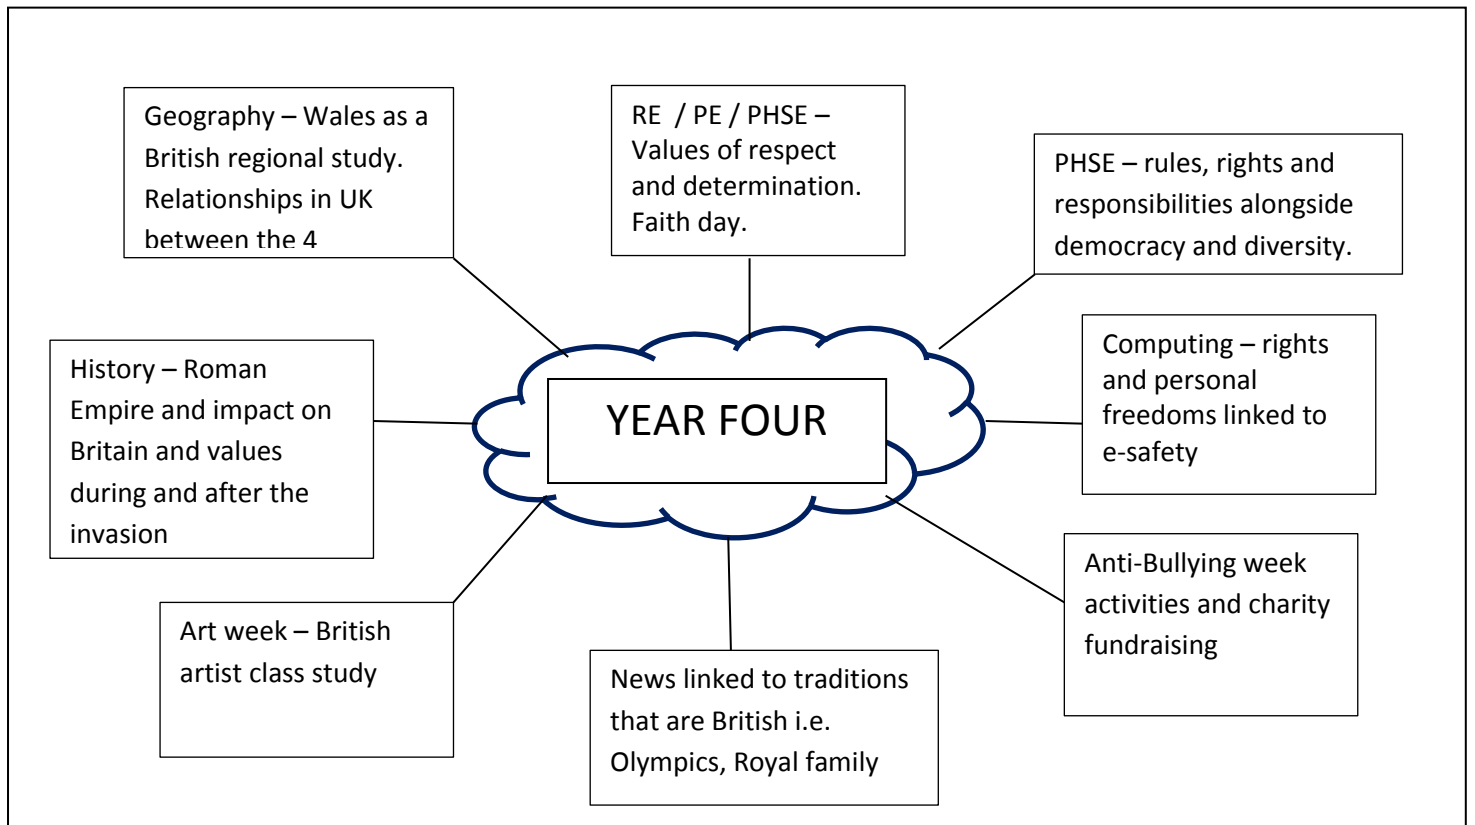 Geography – Wales as a
British regional study.
Relationships in UK
between the 4
RE / PE / PHSE –
Values of respect
and determination.
Faith day.
PHSE – rules, rights and
responsibilities alongside
democracy and diversity.
History – Roman
Empire and impact on
Britain and values
during and after the
invasion
YEAR FOUR
Computing – rights
and personal
freedoms linked to
e-safety
Art week – British
artist class study
News linked to traditions
that are British i.e.
Olympics, Royal family
Anti-Bullying week
activities and charity
fundraising